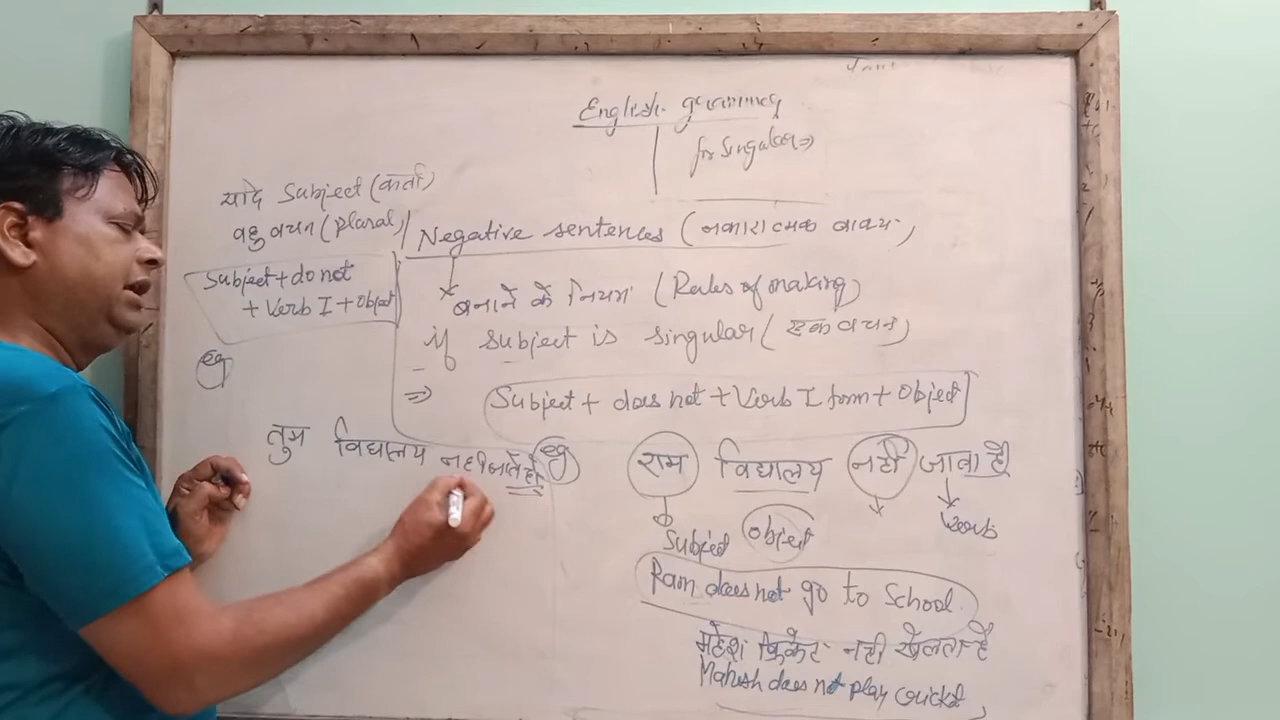 English grammar
for Singular ⇒
यदि Subject (कर्ता)
बहुवचन (plural)
Subject + do not
+ Verb I + Object
eg
तुम विद्यालय नही जाते हो
Negative sentences (नकारात्मक वाक्य)
बनाने के नियम (Rules of making)
if subject is singular (एकवचन)
⇒ Subject + does not + Verb I form + Object
eg राम विद्यालय नही जाता है
Verb
Subject Object
Ram does not go to School.
महेश क्रिकेट नही खेलता है
Mahesh does not play